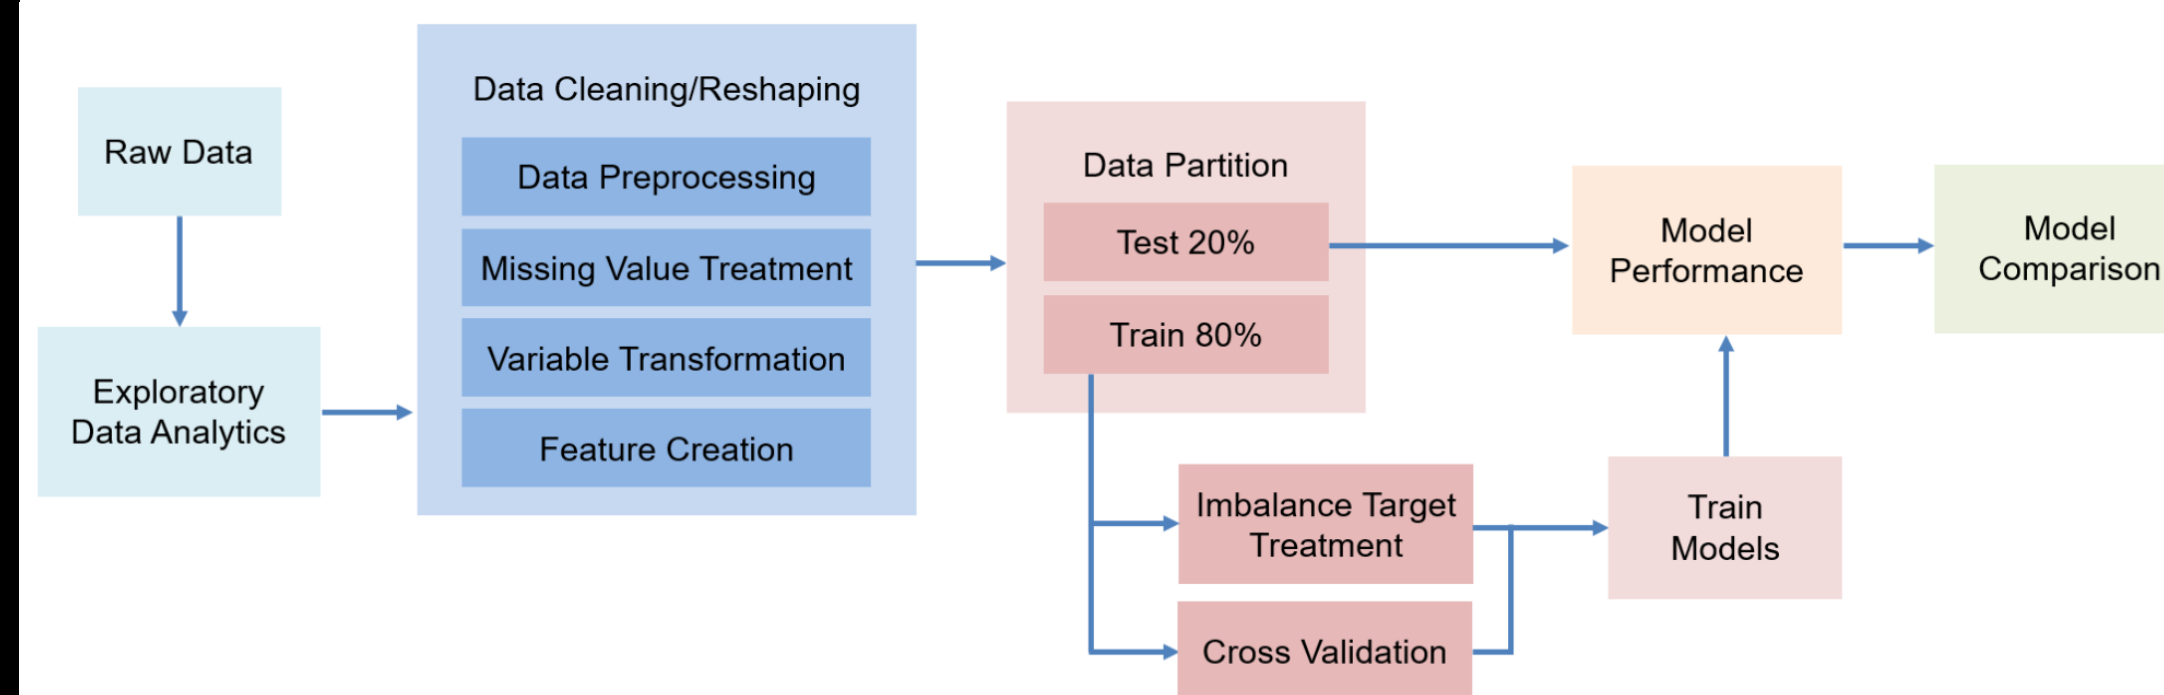 Raw Data
Exploratory
Data Analytics
Data Cleaning/Reshaping
Data Preprocessing
Missing Value Treatment
Variable Transformation
Feature Creation
Data Partition
Test 20%
Train 80%
Imbalance Target
Treatment
Cross Validation
Train
Models
Model
Performance
Model
Comparison